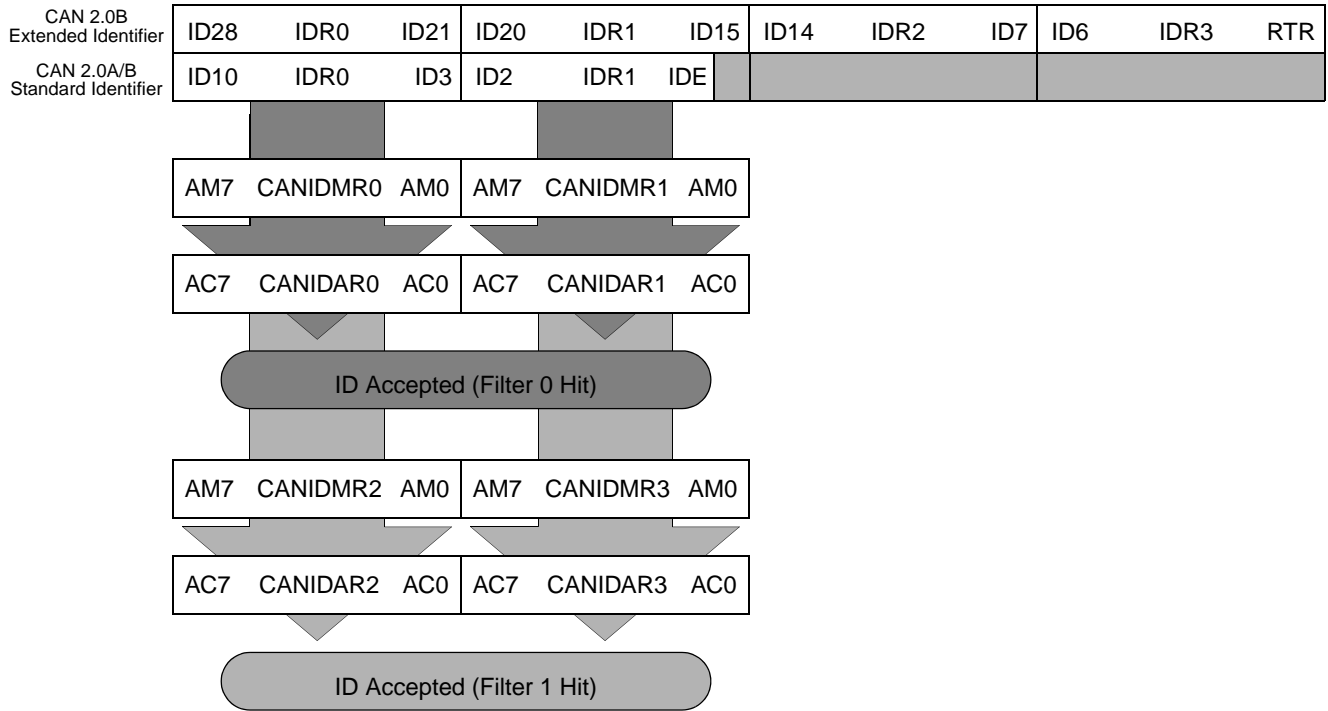 CAN 2.0B
Extended Identifier
ID28 IDR0 ID21 ID20 IDR1 ID15 ID14 IDR2 ID7 ID6 IDR3 RTR
CAN 2.0A/B
Standard Identifier
ID10 IDR0 ID3 ID2 IDR1 IDE
AM7 CANIDMR0 AM0 AM7 CANIDMR1 AM0
AC7 CANIDAR0 AC0 AC7 CANIDAR1 AC0
ID Accepted (Filter 0 Hit)
AM7 CANIDMR2 AM0 AM7 CANIDMR3 AM0
AC7 CANIDAR2 AC0 AC7 CANIDAR3 AC0
ID Accepted (Filter 1 Hit)